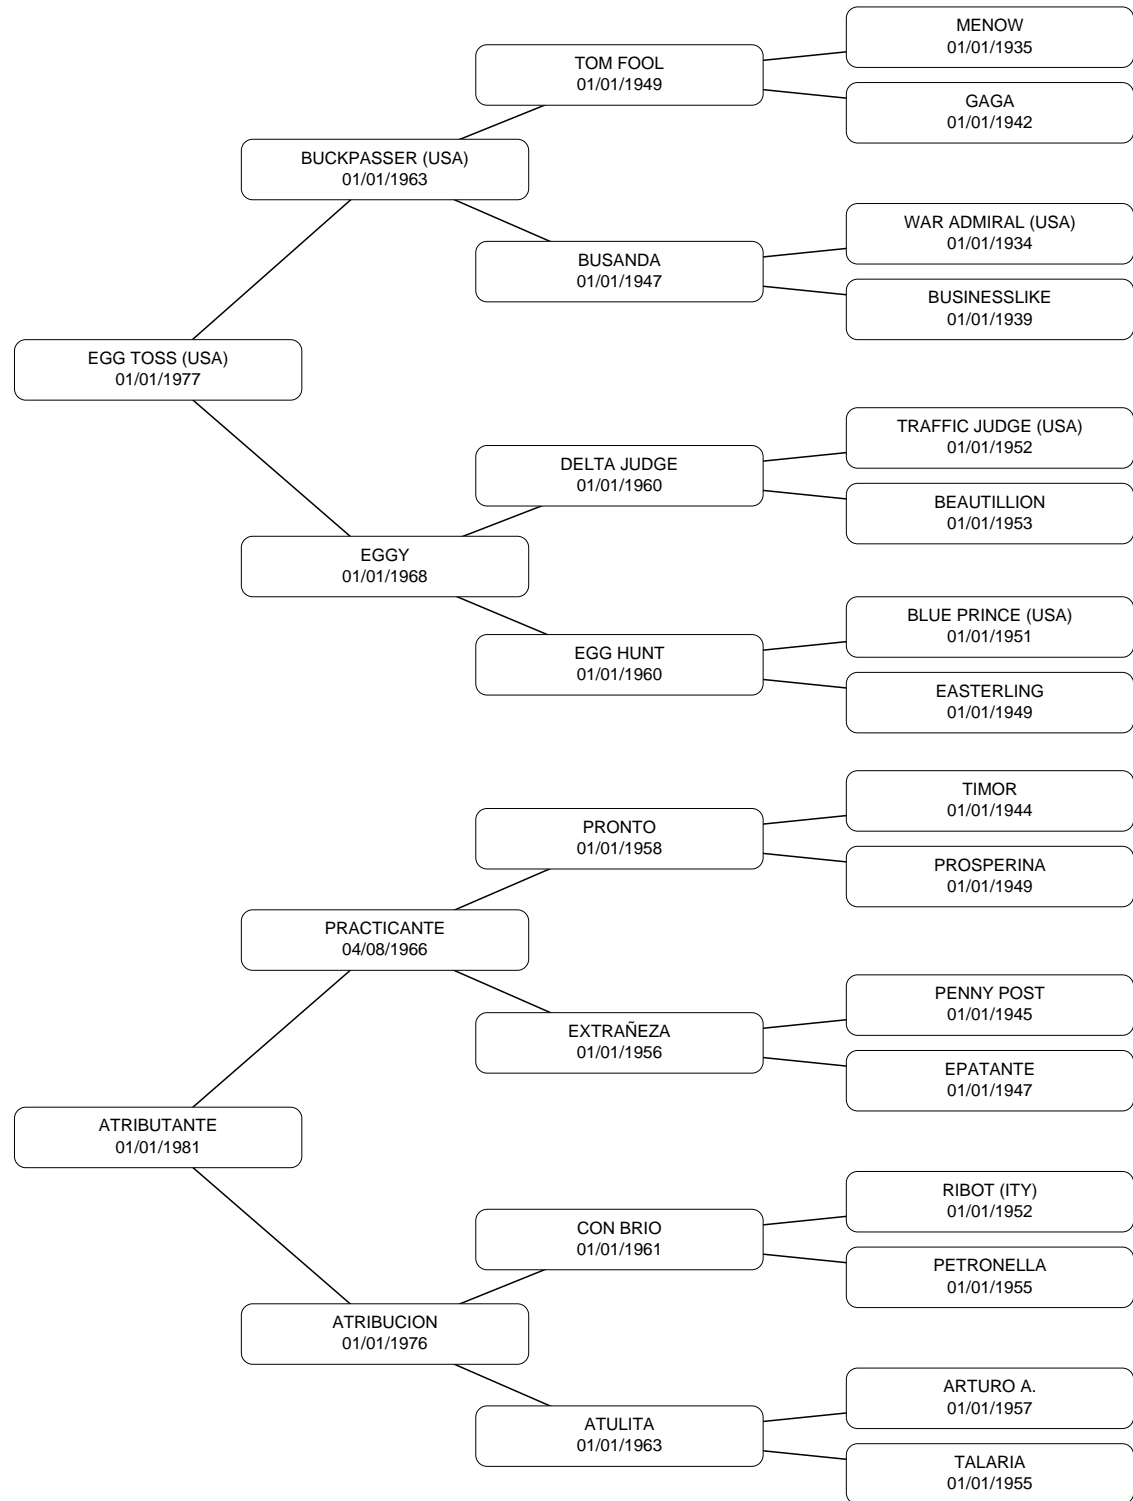 MENOW
01/01/1935
TOM FOOL
01/01/1949
GAGA
01/01/1942
BUCKPASSER (USA)
01/01/1963
WAR ADMIRAL (USA)
01/01/1934
BUSANDA
01/01/1947
BUSINESSLIKE
01/01/1939
EGG TOSS (USA)
01/01/1977
TRAFFIC JUDGE (USA)
01/01/1952
DELTA JUDGE
01/01/1960
BEAUTILLION
01/01/1953
EGGY
01/01/1968
BLUE PRINCE (USA)
01/01/1951
EGG HUNT
01/01/1960
EASTERLING
01/01/1949
TIMOR
01/01/1944
PRONTO
01/01/1958
PROSPERINA
01/01/1949
PRACTICANTE
04/08/1966
PENNY POST
01/01/1945
EXTRAÑEZA
01/01/1956
EPATANTE
01/01/1947
ATRIBUTANTE
01/01/1981
RIBOT (ITY)
01/01/1952
CON BRIO
01/01/1961
PETRONELLA
01/01/1955
ATRIBUCION
01/01/1976
ARTURO A.
01/01/1957
ATULITA
01/01/1963
TALARIA
01/01/1955